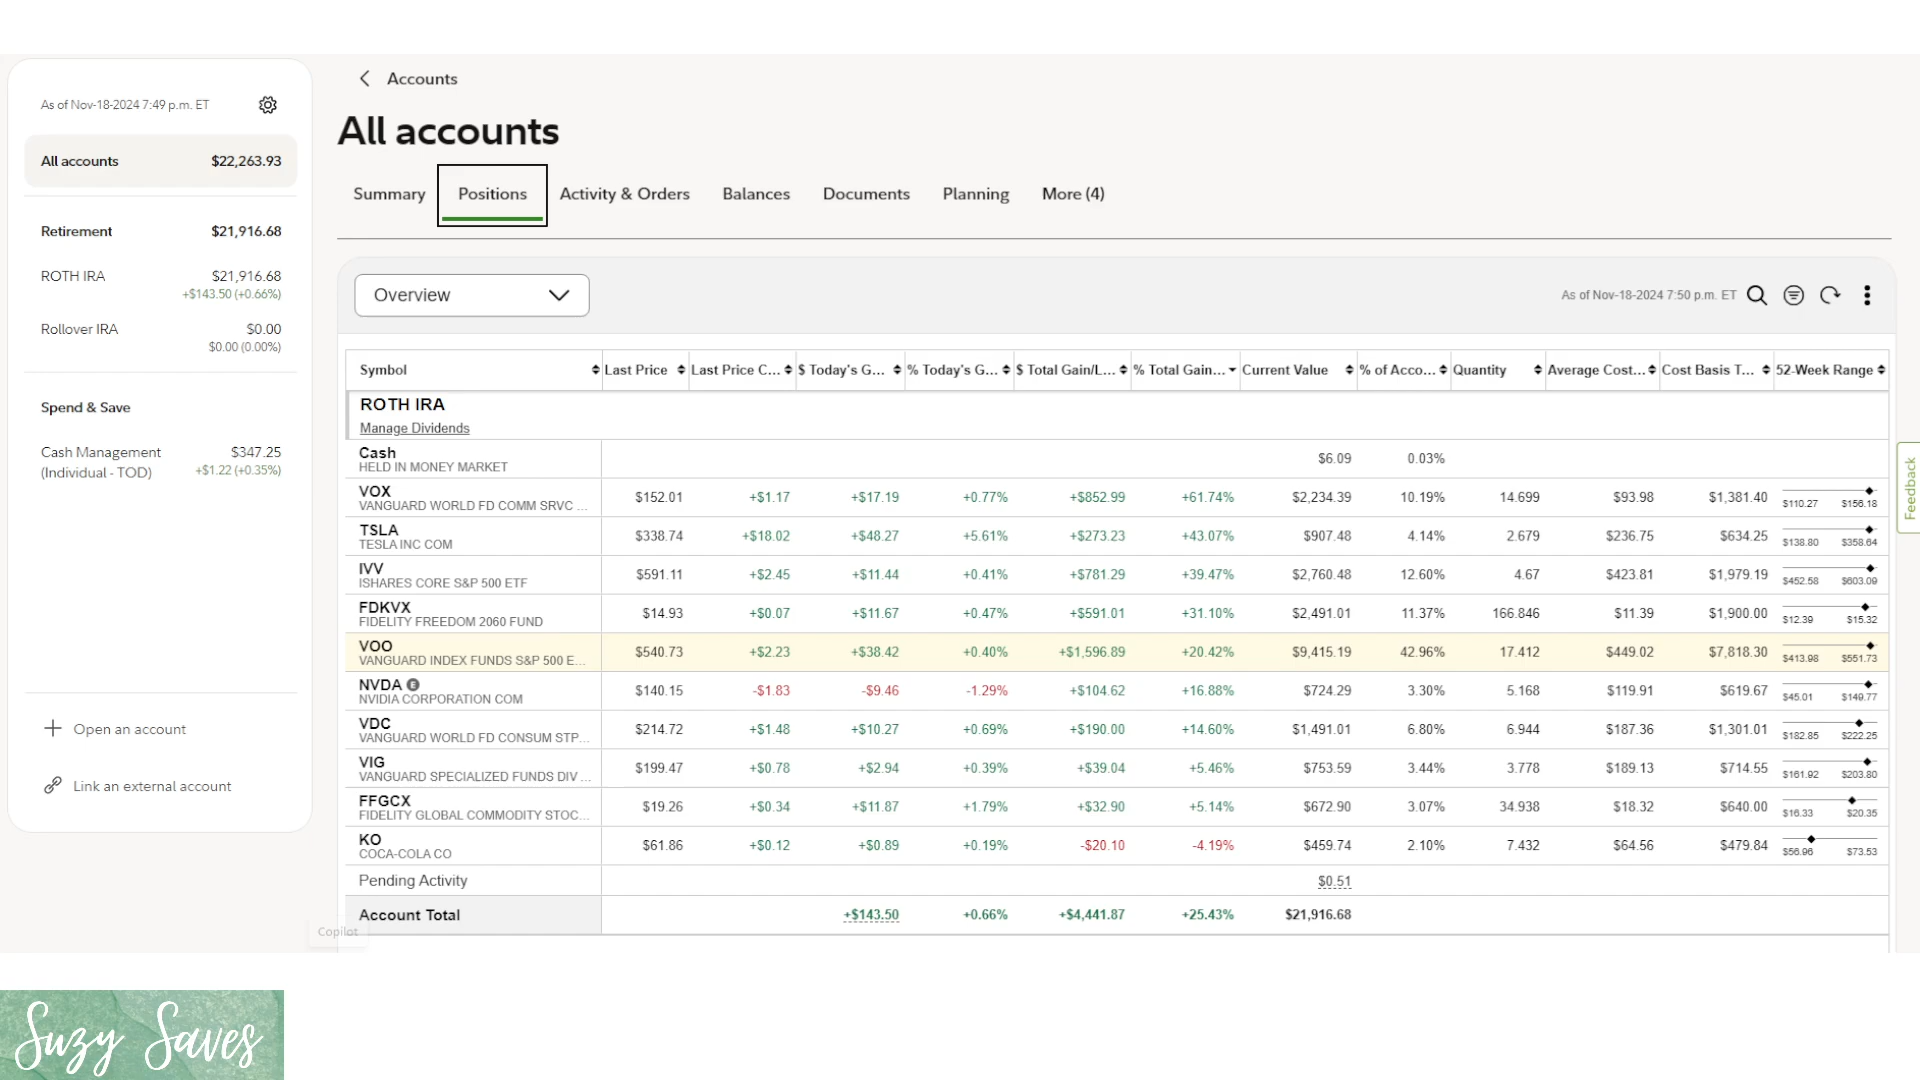 As of Nov-18-2024 7:49 p.m. ET
All accounts $22,263.93
Retirement $21,916.68
ROTH IRA $21,916.68
+$143.50 (+0.66%)
Rollover IRA $0.00
$0.00 (0.00%)
Spend & Save
Cash Management $347.25
(Individual - TOD) +$1.22 (+0.35%)
Open an account
Link an external account
Accounts
All accounts
Summary Positions Activity & Orders Balances Documents Planning More (4)
Overview As of Nov-18-2024 7:50 p.m. ET
Symbol Last Price Last Price C... $ Today's G... % Today's G... $ Total Gain/L... % Total Gain... Current Value % of Acco... Quantity Average Cost... Cost Basis T... 52-Week Range
ROTH IRA
Manage Dividends
Cash
HELD IN MONEY MARKET $6.09 0.03%
VOX
VANGUARD WORLD FD COMM SRVC ... $152.01 +$1.17 +$17.19 +0.77% +$852.99 +61.74% $2,234.39 10.19% 14.699 $93.98 $1,381.40 $110.27 $156.18
TSLA
TESLA INC COM $338.74 +$18.02 +$48.27 +5.61% +$273.23 +43.07% $907.48 4.14% 2.679 $236.75 $634.25 $138.80 $358.64
IVV
ISHARES CORE S&P 500 ETF $591.11 +$2.45 +$11.44 +0.41% +$781.29 +39.47% $2,760.48 12.60% 4.67 $423.81 $1,979.19 $452.58 $603.09
FDKVX
FIDELITY FREEDOM 2060 FUND $14.93 +$0.07 +$11.67 +0.47% +$591.01 +31.10% $2,491.01 11.37% 166.846 $11.39 $1,900.00 $12.39 $15.32
VOO
VANGUARD INDEX FUNDS S&P 500 E... $540.73 +$2.23 +$38.42 +0.40% +$1,596.89 +20.42% $9,415.19 42.96% 17.412 $449.02 $7,818.30 $413.98 $551.73
NVDA E
NVIDIA CORPORATION COM $140.15 -$1.83 -$9.46 -1.29% +$104.62 +16.88% $724.29 3.30% 5.168 $119.91 $619.67 $45.01 $149.77
VDC
VANGUARD WORLD FD CONSUM STP... $214.72 +$1.48 +$10.27 +0.69% +$190.00 +14.60% $1,491.01 6.80% 6.944 $187.36 $1,301.01 $182.85 $222.25
VIG
VANGUARD SPECIALIZED FUNDS DIV ... $199.47 +$0.78 +$2.94 +0.39% +$39.04 +5.46% $753.59 3.44% 3.778 $189.13 $714.55 $161.92 $203.80
FFGCX
FIDELITY GLOBAL COMMODITY STOC... $19.26 +$0.34 +$11.87 +1.79% +$32.90 +5.14% $672.90 3.07% 34.938 $18.32 $640.00 $16.33 $20.35
KO
COCA-COLA CO $61.86 +$0.12 +$0.89 +0.19% -$20.10 -4.19% $459.74 2.10% 7.432 $64.56 $479.84 $56.96 $73.53
Pending Activity $0.51
Account Total +$143.50 +0.66% +$4,441.87 +25.43% $21,916.68
Copilot
Feedback
Suzy Saves